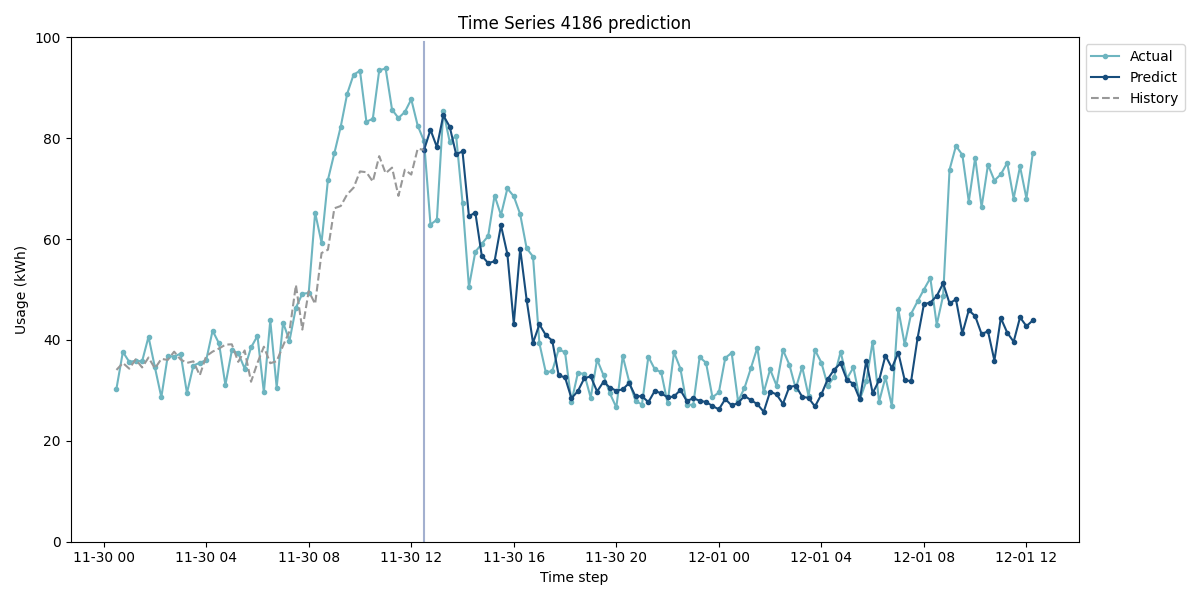 Time Series 4186 prediction
100
80
60
40
20
0
Usage (kWh)
11-30 00
11-30 04
11-30 08
11-30 12
11-30 16
11-30 20
12-01 00
12-01 04
12-01 08
12-01 12
Time step
Actual
Predict
History